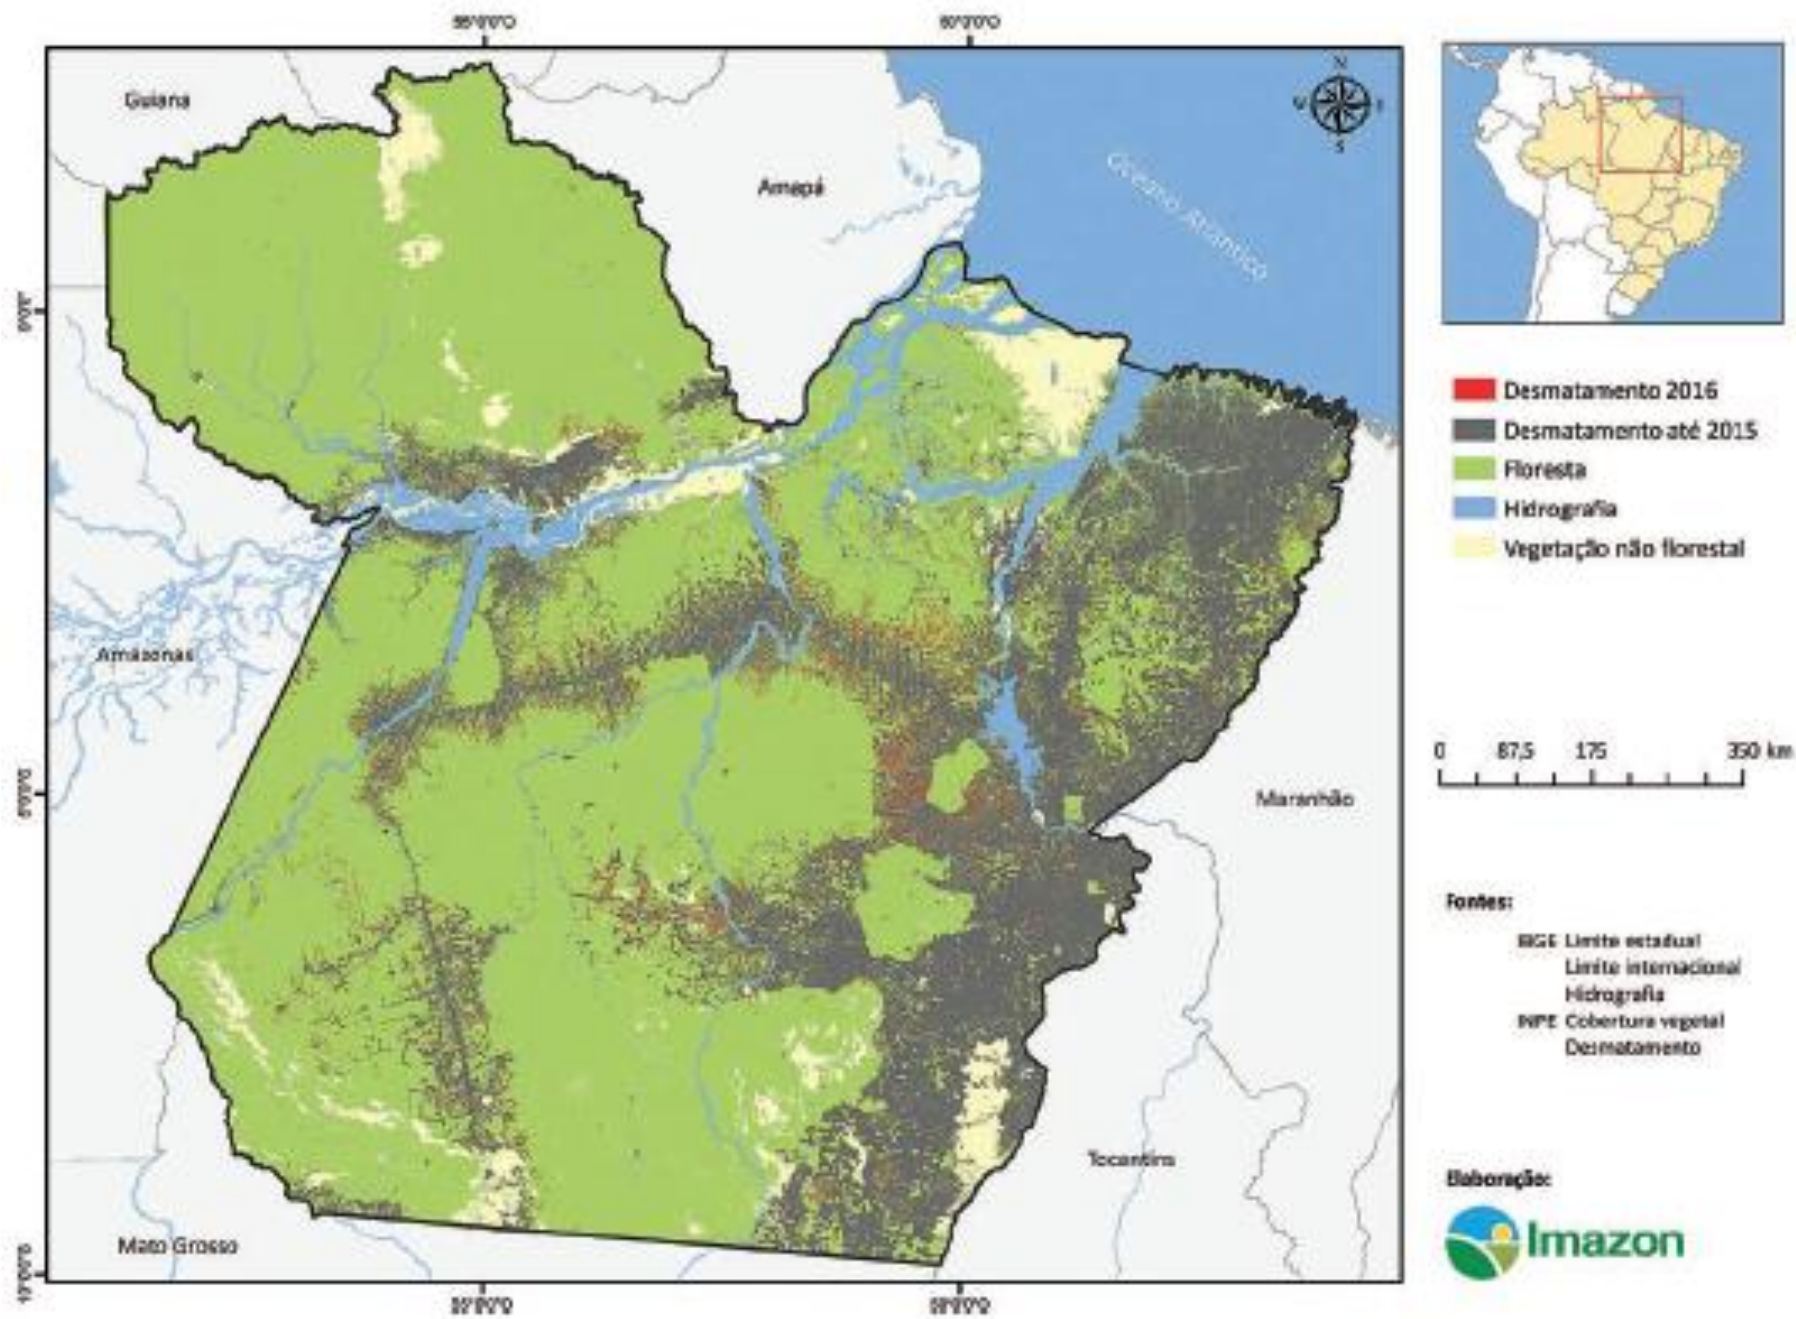 Guiana
Amapá
Oceano Atlântico
N
S
Amazonas
Maranhão
Tocantins
Mato Grosso
Desmatamento 2016
Desmatamento até 2015
Floresta
Hidrografia
Vegetação não florestal
0 87,5 175 350 km
Fontes:
IBGE Limite estadual
Limite internacional
Hidrografia
INPE Cobertura vegetal
Desmatamento
Elaboração:
Imazon